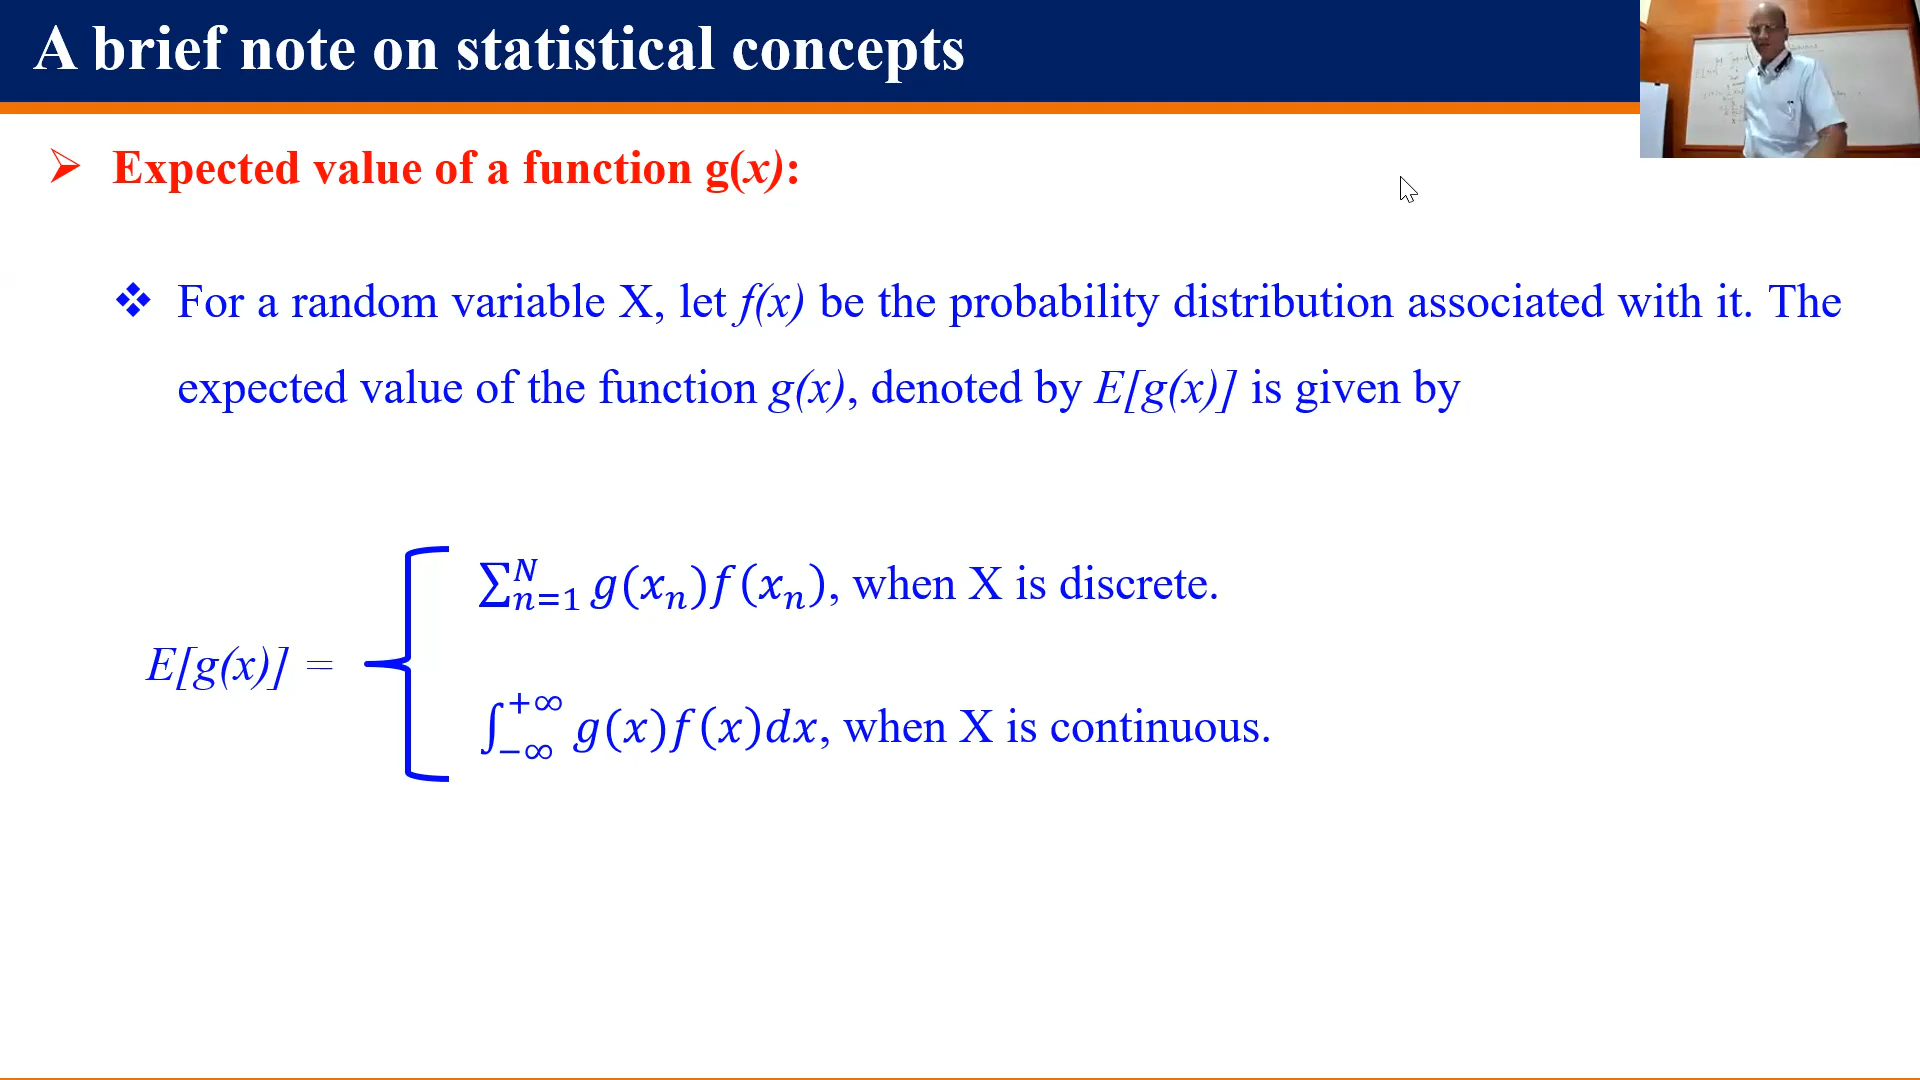 A brief note on statistical concepts
➢ Expected value of a function g(x):
❖ For a random variable X, let f(x) be the probability distribution associated with it. The
expected value of the function g(x), denoted by E[g(x)] is given by
∑_{n=1}^{N} g(x_n)f(x_n), when X is discrete.
E[g(x)] =
∫_{−∞}^{+∞} g(x)f(x)dx, when X is continuous.